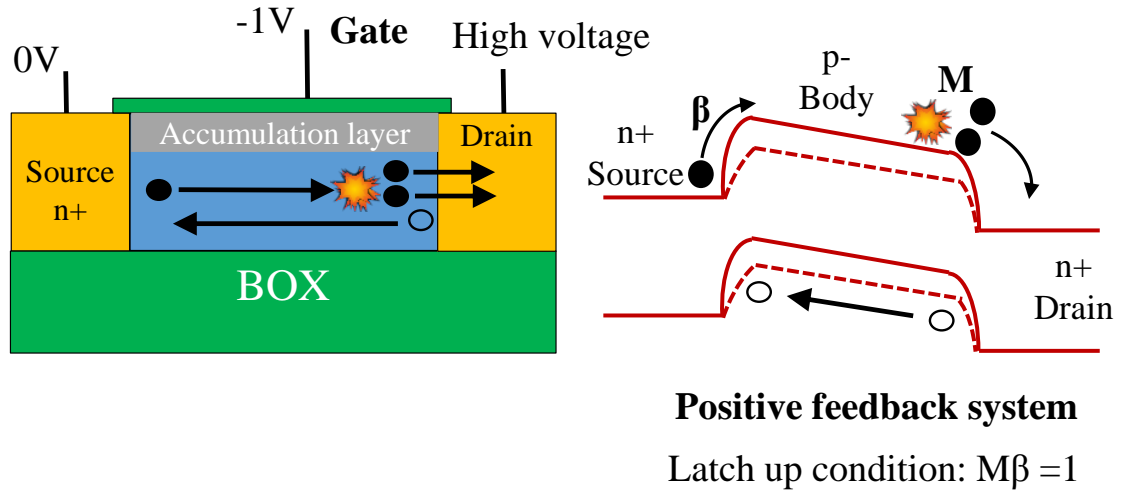 -1V
Gate
High voltage
0V
Accumulation layer
Source
n+
Drain
BOX
n+
Source
β
p-
Body
M
n+
Drain
Positive feedback system
Latch up condition: Mβ =1